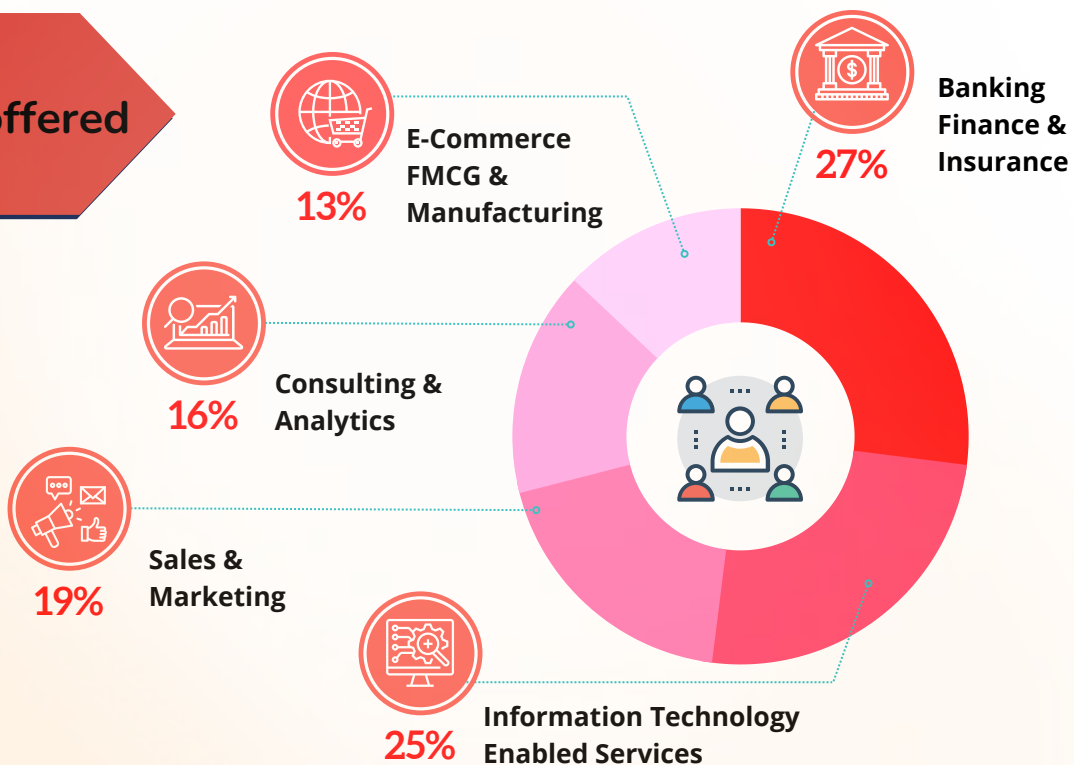 offered
E-Commerce
FMCG &
Manufacturing
13%
Banking
Finance &
Insurance
27%
Consulting &
Analytics
16%
Sales &
Marketing
19%
Information Technology
Enabled Services
25%
$